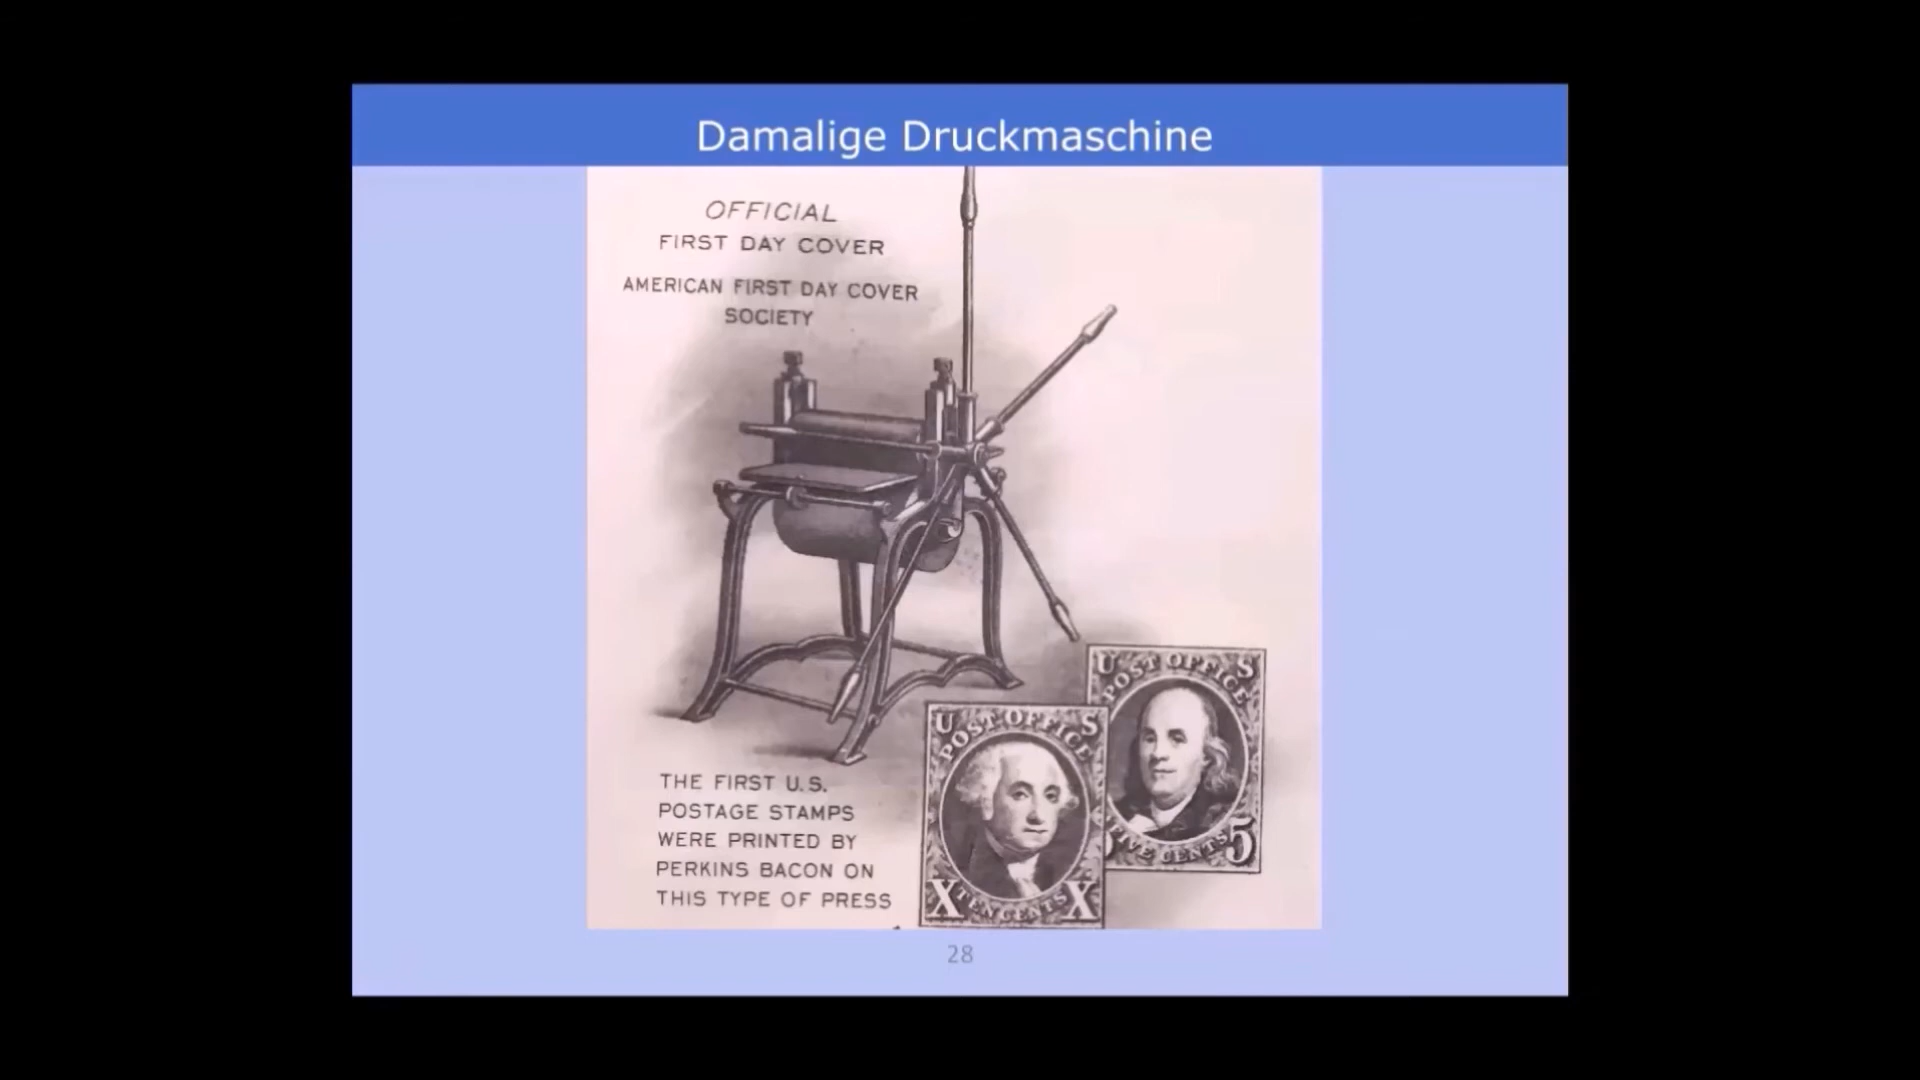 Damalige Druckmaschine
OFFICIAL
FIRST DAY COVER
AMERICAN FIRST DAY COVER
SOCIETY
THE FIRST U.S.
POSTAGE STAMPS
WERE PRINTED BY
PERKINS BACON ON
THIS TYPE OF PRESS
U S
POST OFFICE
FIVE CENTS 5
U S
POST OFFICE
X TEN CENTS X
28